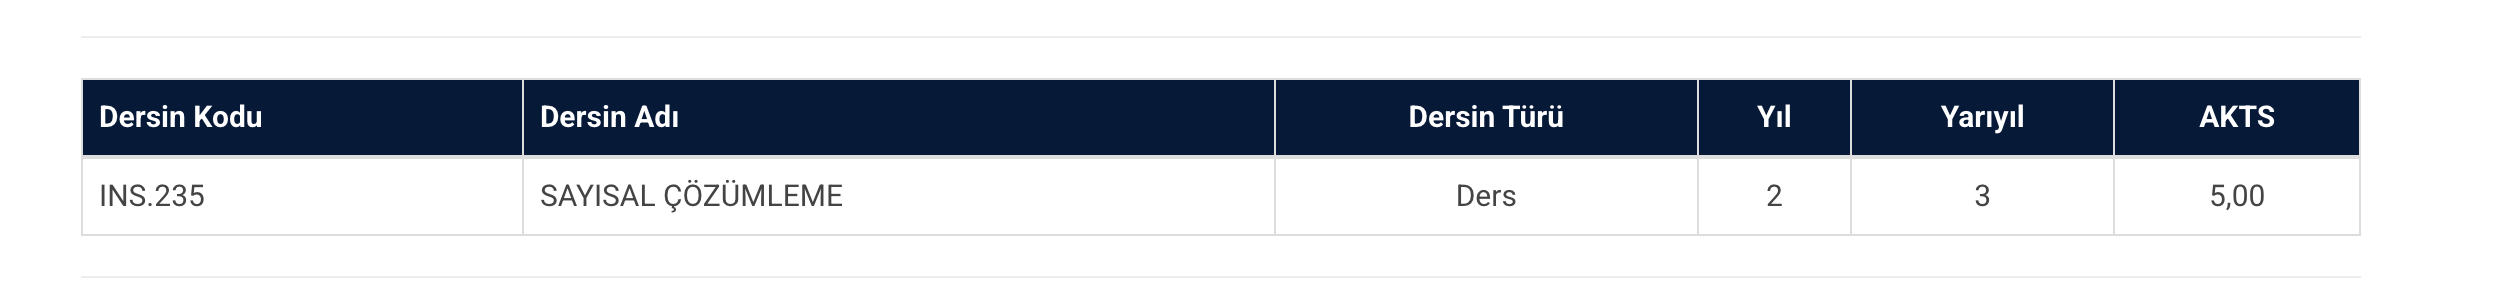 Dersin Kodu Dersin Adı Dersin Türü Yıl Yarıyıl AKTS
INS.235 SAYISAL ÇÖZÜMLEME Ders 2 3 5,00